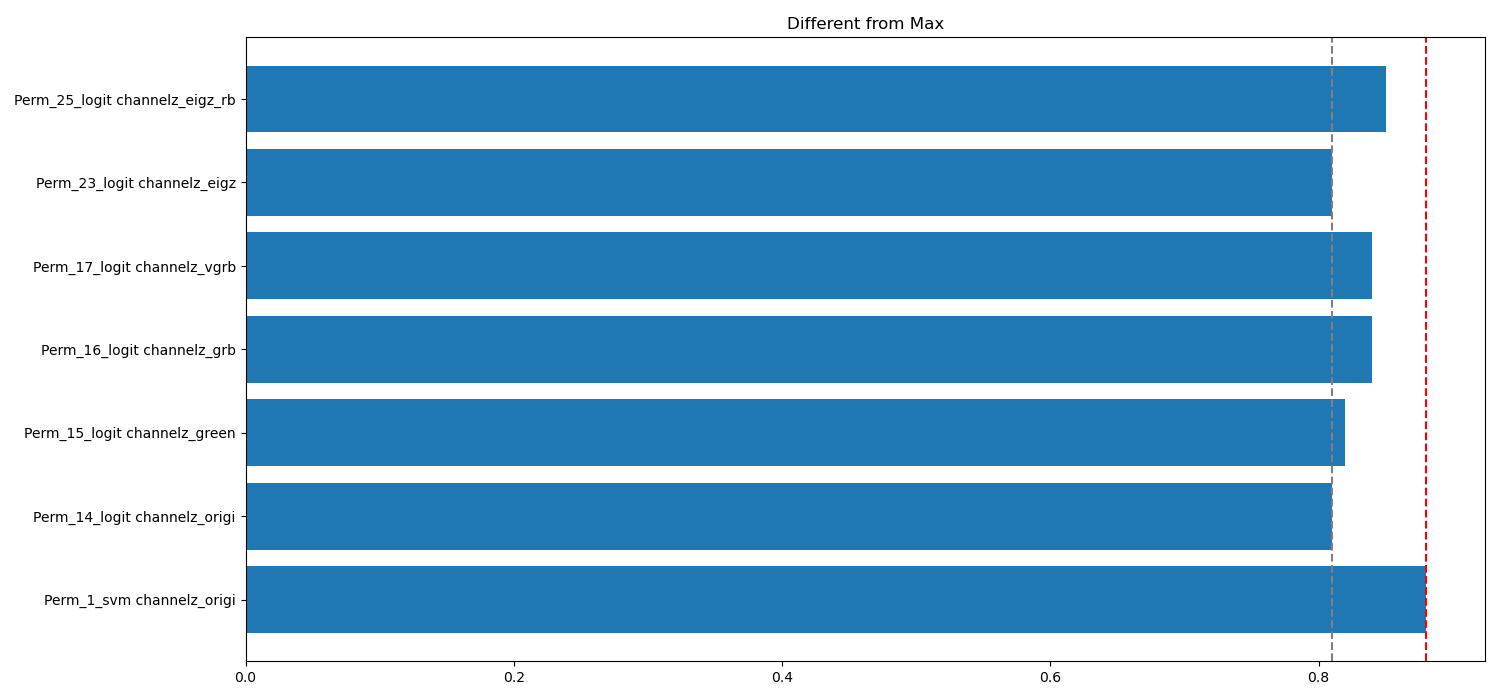 Different from Max
Perm_25_logit channelz_eigz_rb
Perm_23_logit channelz_eigz
Perm_17_logit channelz_vgrb
Perm_16_logit channelz_grb
Perm_15_logit channelz_green
Perm_14_logit channelz_origi
Perm_1_svm channelz_origi
0.0 0.2 0.4 0.6 0.8